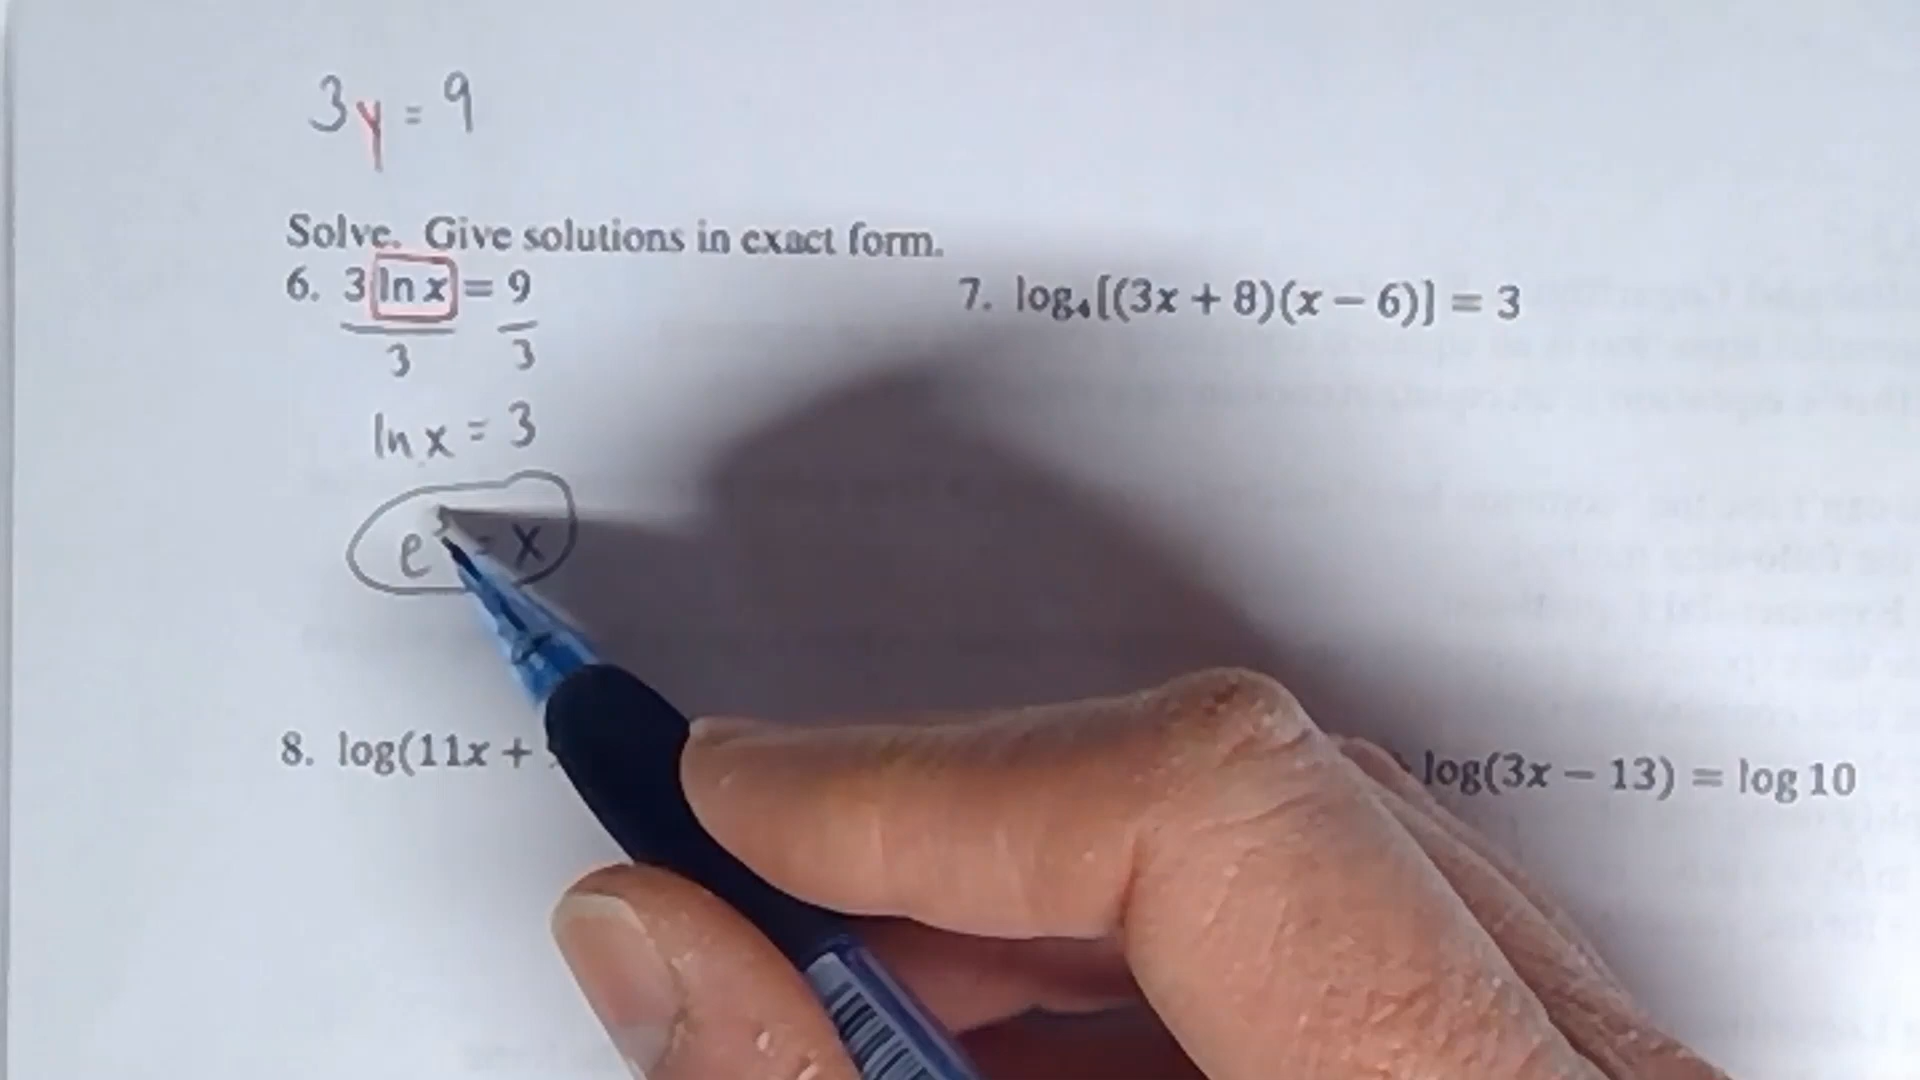 3y = 9
Solve. Give solutions in exact form.
6. 3 ln x = 9
3 3
ln x = 3
e³ = x
7. log₄[(3x + 8)(x − 6)] = 3
8. log(11x +
log(3x − 13) = log 10